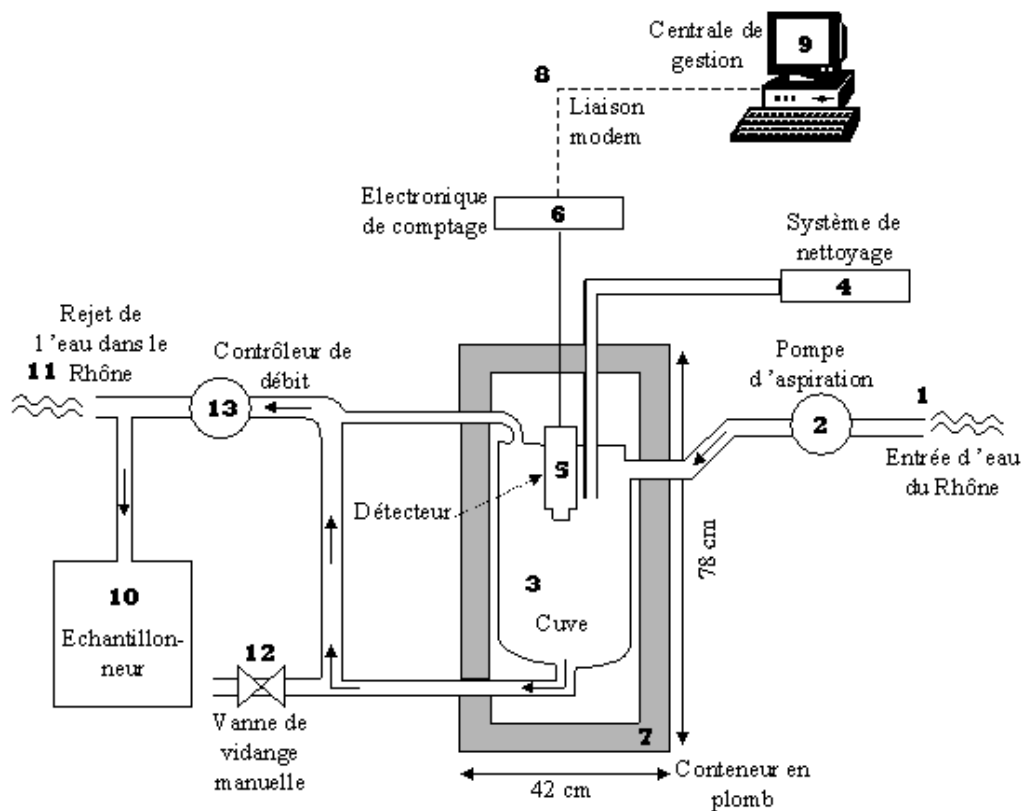 Centrale de
gestion
9
8
Liaison
modem
Electronique
de comptage
6
Système de
nettoyage
4
Rejet de
l 'eau dans le
11 Rhône
Contrôleur de
débit
13
Pompe
d 'aspiration
2
1
Entrée d 'eau
du Rhône
5
Détecteur
78 cm
3
Cuve
10
Echantillon-
neur
12
Vanne de
vidange
manuelle
7
42 cm
Conteneur en
plomb